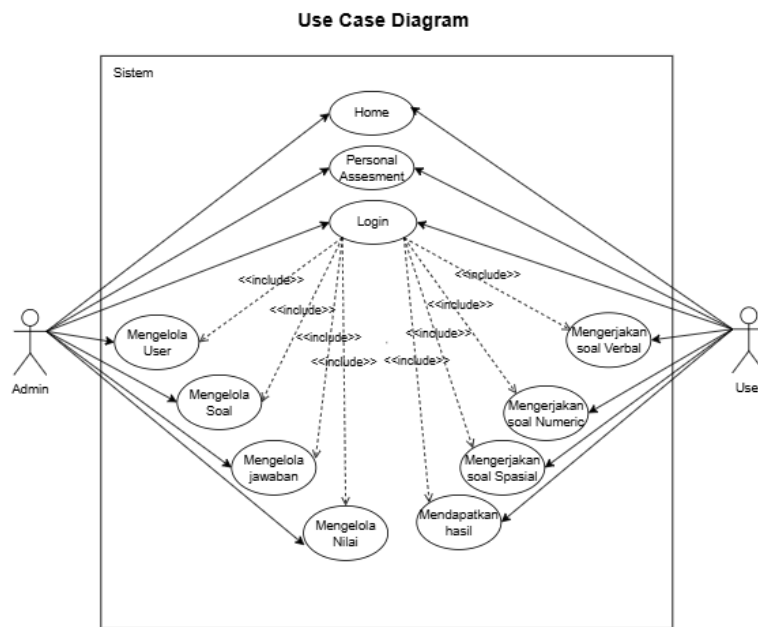 Use Case Diagram
Sistem
Home
Personal
Assesment
Login
<<include>>
<<include>>
<<include>>
<<include>>
<<include>>
<<include>>
<<include>>
<<include>>
Mengelola
User
Mengerjakan
soal Verbal
Admin
Use
Mengelola
Soal
Mengerjakan
soal Numeric
Mengelola
jawaban
Mengerjakan
soal Spasial
Mengelola
Nilai
Mendapatkan
hasil